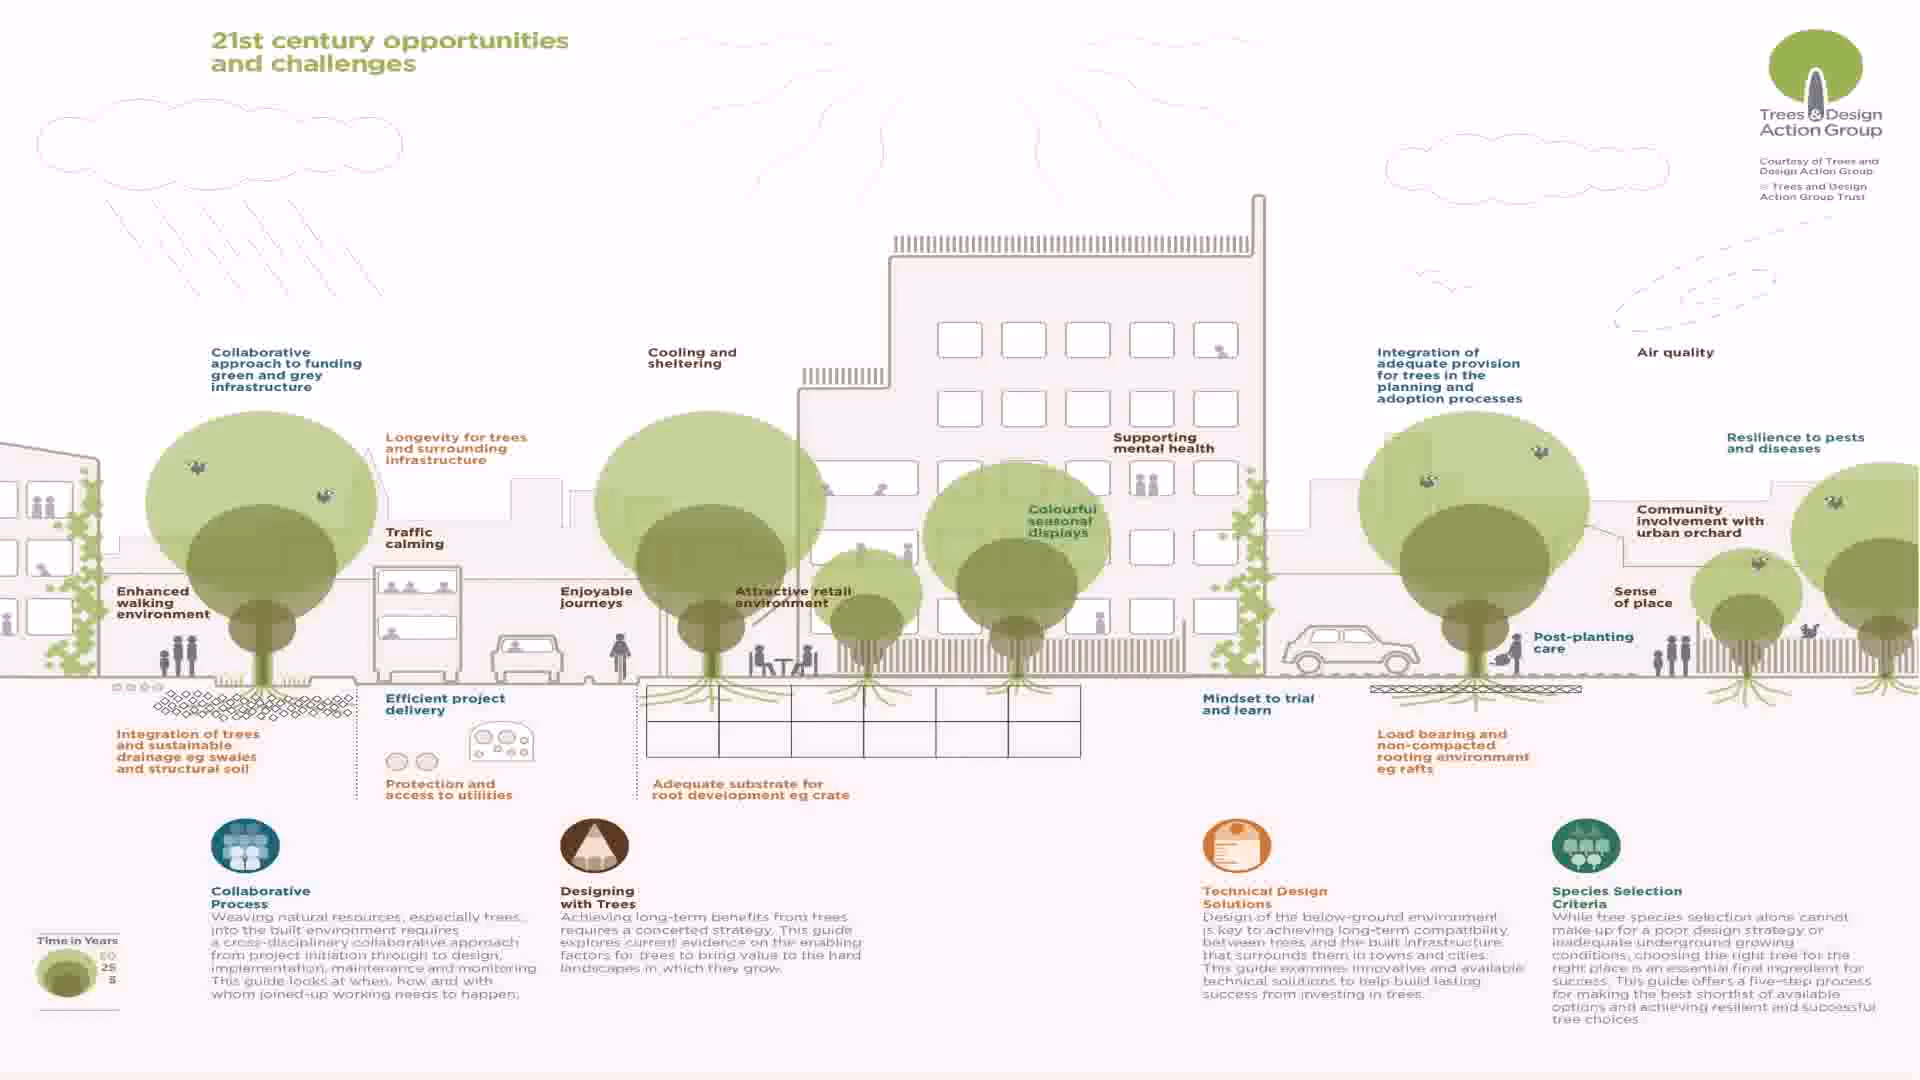 21st century opportunities
and challenges
Trees & Design
Action Group
Courtesy of Trees and
Design Action Group
© Trees and Design
Action Group Trust
Collaborative
approach to funding
green and grey
infrastructure
Cooling and
sheltering
Integration of
adequate provision
for trees in the
planning and
adoption processes
Air quality
Longevity for trees
and surrounding
infrastructure
Supporting
mental health
Resilience to pests
and diseases
Colourful
seasonal
displays
Community
involvement with
urban orchard
Traffic
calming
Enhanced
walking
environment
Enjoyable
journeys
Attractive retail
environment
Sense
of place
Post-planting
care
Efficient project
delivery
Mindset to trial
and learn
Integration of trees
and sustainable
drainage eg swales
and structural soil
Load bearing and
non-compacted
rooting environment
eg rafts
Protection and
access to utilities
Adequate substrate for
root development eg crate
Collaborative
Process
Weaving natural resources, especially trees,
into the built environment requires
a cross-disciplinary collaborative approach
from project initiation through to design,
implementation, maintenance and monitoring
This guide looks at when, how and with
whom joined-up working needs to happen.
Designing
with Trees
Achieving long-term benefits from trees
requires a concerted strategy. This guide
explores current evidence on the enabling
factors for trees to bring value to the hard
landscapes in which they grow.
Technical Design
Solutions
Design of the below-ground environment
is key to achieving long-term compatibility
between trees and the built infrastructure
that surrounds them in towns and cities.
This guide examines innovative and available
technical solutions to help build lasting
success from investing in trees.
Species Selection
Criteria
While tree species selection alone cannot
make up for a poor design strategy or
inadequate underground growing
conditions, choosing the right tree for the
right place is an essential final ingredient for
success. This guide offers a five-step process
for making the best shortlist of available
options and achieving resilient and successful
tree choices
Time in Years
50
25
5